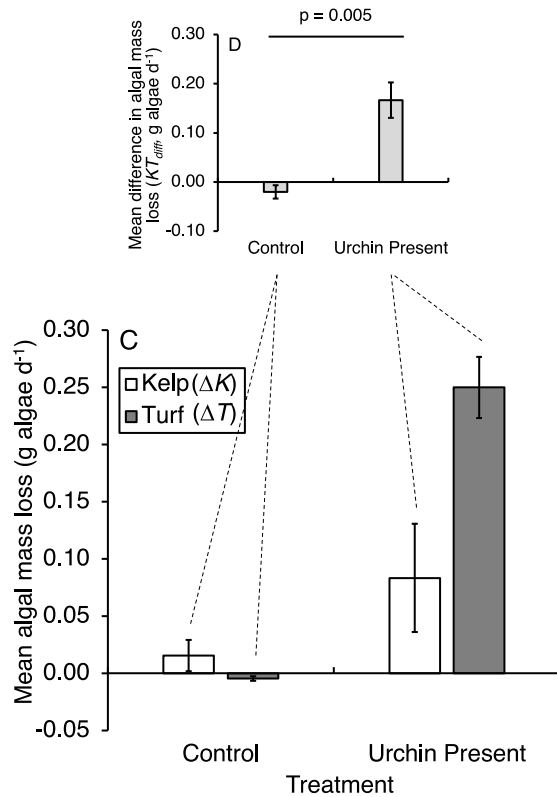 p = 0.005
D
0.30
0.20
0.10
0.00
-0.10
Mean difference in algal mass
loss (KTdiff, g algae d-1)
Control Urchin Present
C
Kelp (ΔK)
Turf (ΔT)
0.30
0.25
0.20
0.15
0.10
0.05
0.00
-0.05
Mean algal mass loss (g algae d-1)
Control Urchin Present
Treatment